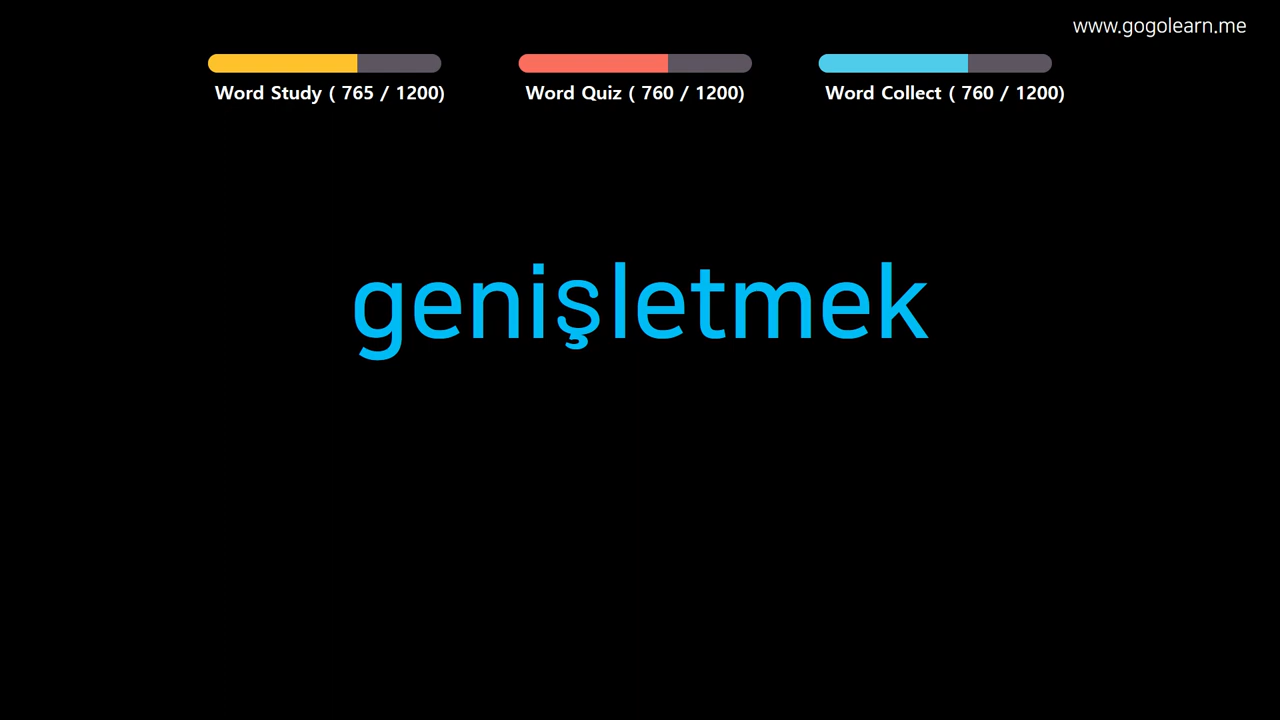 www.gogolearn.me
Word Study ( 765 / 1200)
Word Quiz ( 760 / 1200)
Word Collect ( 760 / 1200)
genişletmek